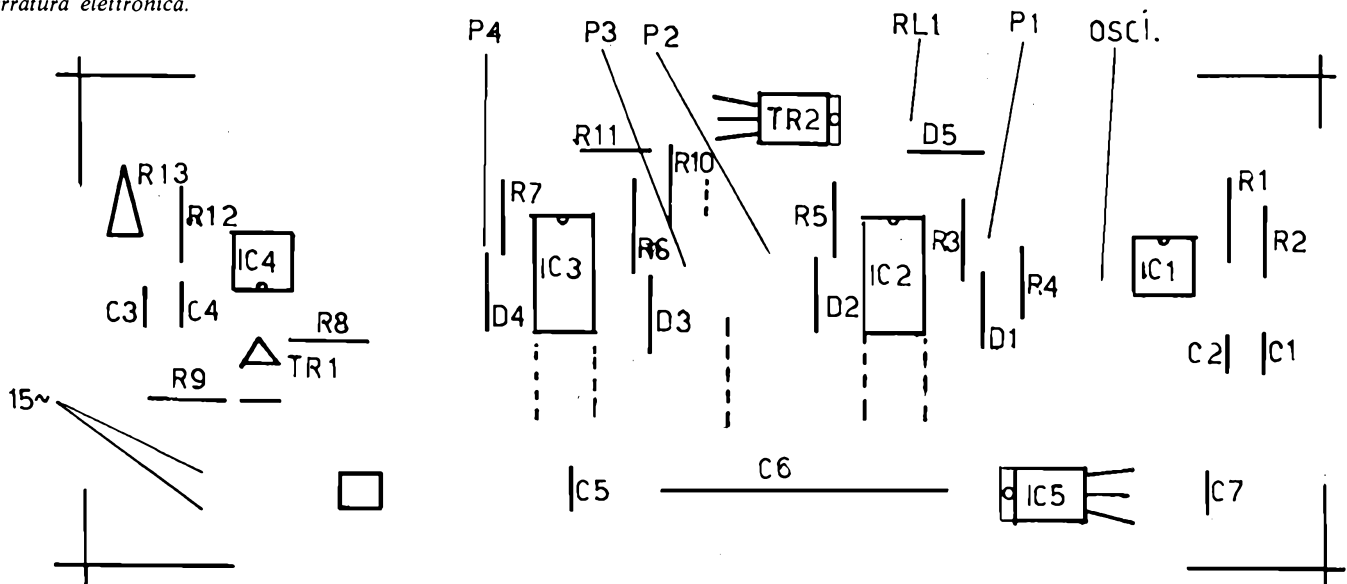 rratura elettronica.
P4 P3 P2 RL1 P1 OSCI.
TR2
R11 D5
R13 R10 R1
R7 R5
R12 R3 R2
IC4 IC3 R6 IC2 IC1
R4
C3 C4 D4 D3 D2 D1
R8
TR1 C2 C1
R9
15~
C6
C5 IC5 C7